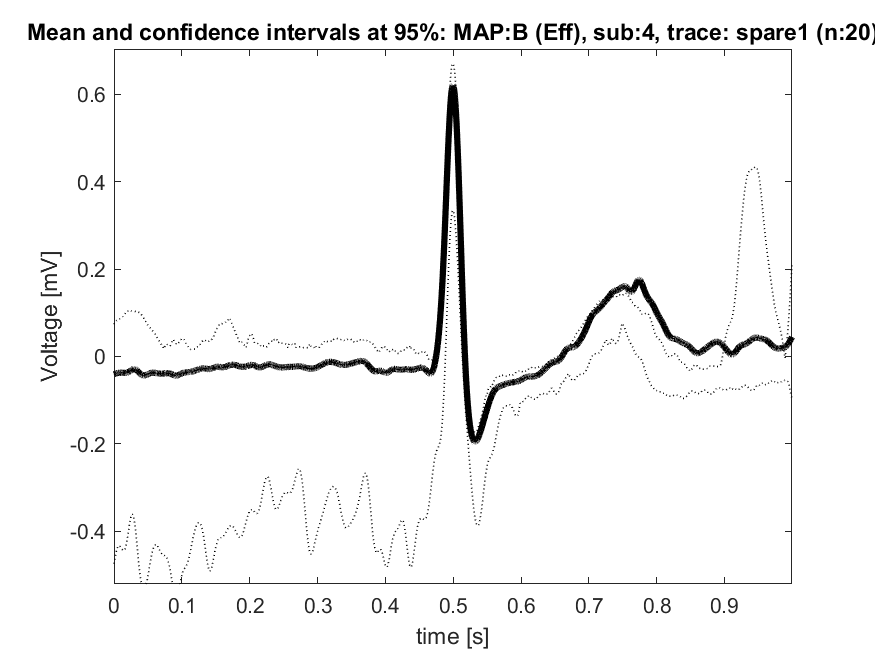 Mean and confidence intervals at 95%: MAP:B (Eff), sub:4, trace: spare1 (n:20)
0.6
0.4
0.2
0
-0.2
-0.4
Voltage [mV]
0 0.1 0.2 0.3 0.4 0.5 0.6 0.7 0.8 0.9
time [s]